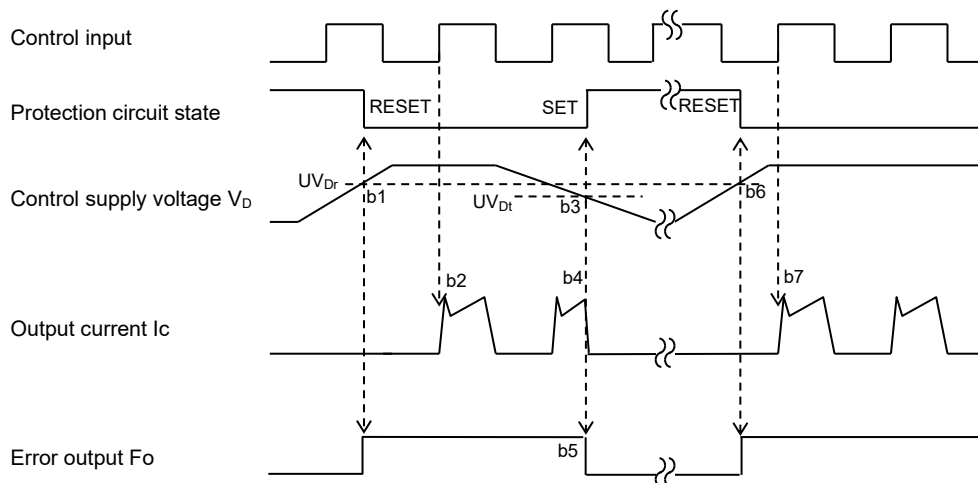 Control input
Protection circuit state
RESET
SET
RESET
Control supply voltage VD
UVDr
b1
UVDt
b3
b6
Output current Ic
b2
b4
b7
Error output Fo
b5